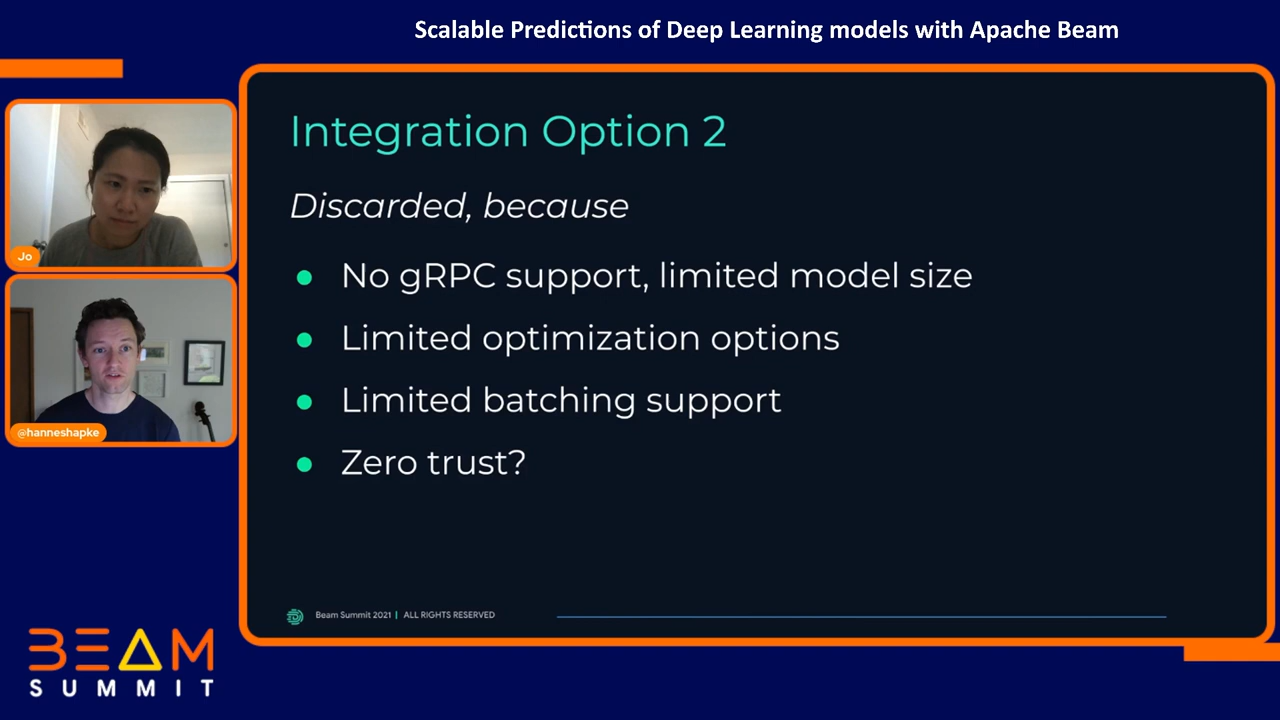 Scalable Predictions of Deep Learning models with Apache Beam
Jo
@hanneshapke
Integration Option 2
Discarded, because
No gRPC support, limited model size
Limited optimization options
Limited batching support
Zero trust?
Beam Summit 2021 | ALL RIGHTS RESERVED
BEAM
SUMMIT